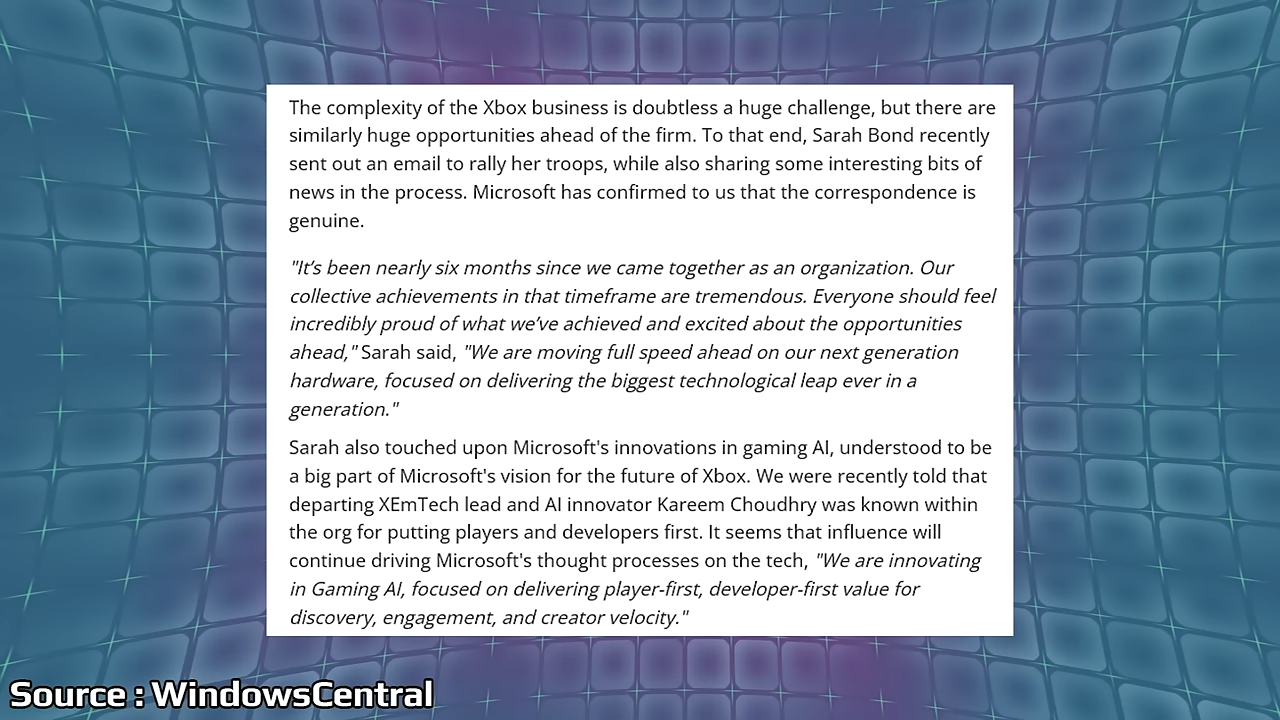 The complexity of the Xbox business is doubtless a huge challenge, but there are
similarly huge opportunities ahead of the firm. To that end, Sarah Bond recently
sent out an email to rally her troops, while also sharing some interesting bits of
news in the process. Microsoft has confirmed to us that the correspondence is
genuine.
"It’s been nearly six months since we came together as an organization. Our
collective achievements in that timeframe are tremendous. Everyone should feel
incredibly proud of what we’ve achieved and excited about the opportunities
ahead," Sarah said, "We are moving full speed ahead on our next generation
hardware, focused on delivering the biggest technological leap ever in a
generation."
Sarah also touched upon Microsoft's innovations in gaming AI, understood to be
a big part of Microsoft's vision for the future of Xbox. We were recently told that
departing XEmTech lead and AI innovator Kareem Choudhry was known within
the org for putting players and developers first. It seems that influence will
continue driving Microsoft's thought processes on the tech, "We are innovating
in Gaming AI, focused on delivering player-first, developer-first value for
discovery, engagement, and creator velocity."
Source : WindowsCentral